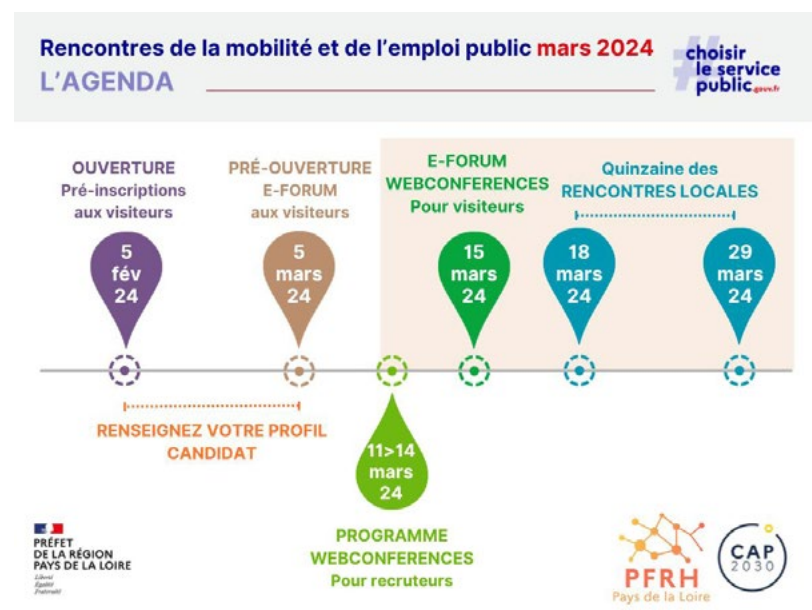 Rencontres de la mobilité et de l'emploi public mars 2024
L'AGENDA
#choisir
le service
public.gouv.fr
OUVERTURE
Pré-inscriptions
aux visiteurs
PRÉ-OUVERTURE
E-FORUM
aux visiteurs
E-FORUM
WEBCONFERENCES
Pour visiteurs
Quinzaine des
RENCONTRES LOCALES
5
fév
24
5
mars
24
15
mars
24
18
mars
24
29
mars
24
RENSEIGNEZ VOTRE PROFIL
CANDIDAT
11>14
mars
24
PROGRAMME
WEBCONFERENCES
Pour recruteurs
PRÉFET
DE LA RÉGION
PAYS DE LA LOIRE
Liberté
Égalité
Fraternité
PFRH
Pays de la Loire
CAP
2030